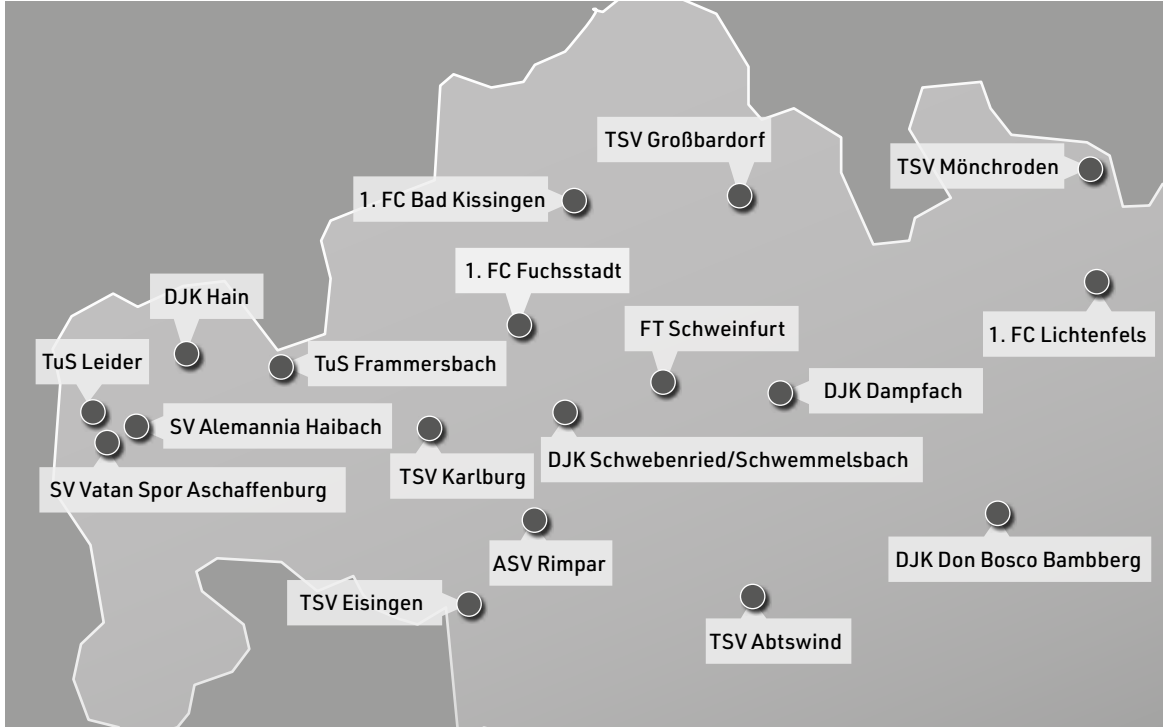 TSV Großbardorf
TSV Mönchroden
1. FC Bad Kissingen
1. FC Fuchsstadt
DJK Hain
FT Schweinfurt
1. FC Lichtenfels
TuS Leider
TuS Frammersbach
DJK Dampfach
SV Alemannia Haibach
DJK Schwebenried/Schwemmelsbach
TSV Karlburg
SV Vatan Spor Aschaffenburg
ASV Rimpar
DJK Don Bosco Bambberg
TSV Eisingen
TSV Abtswind